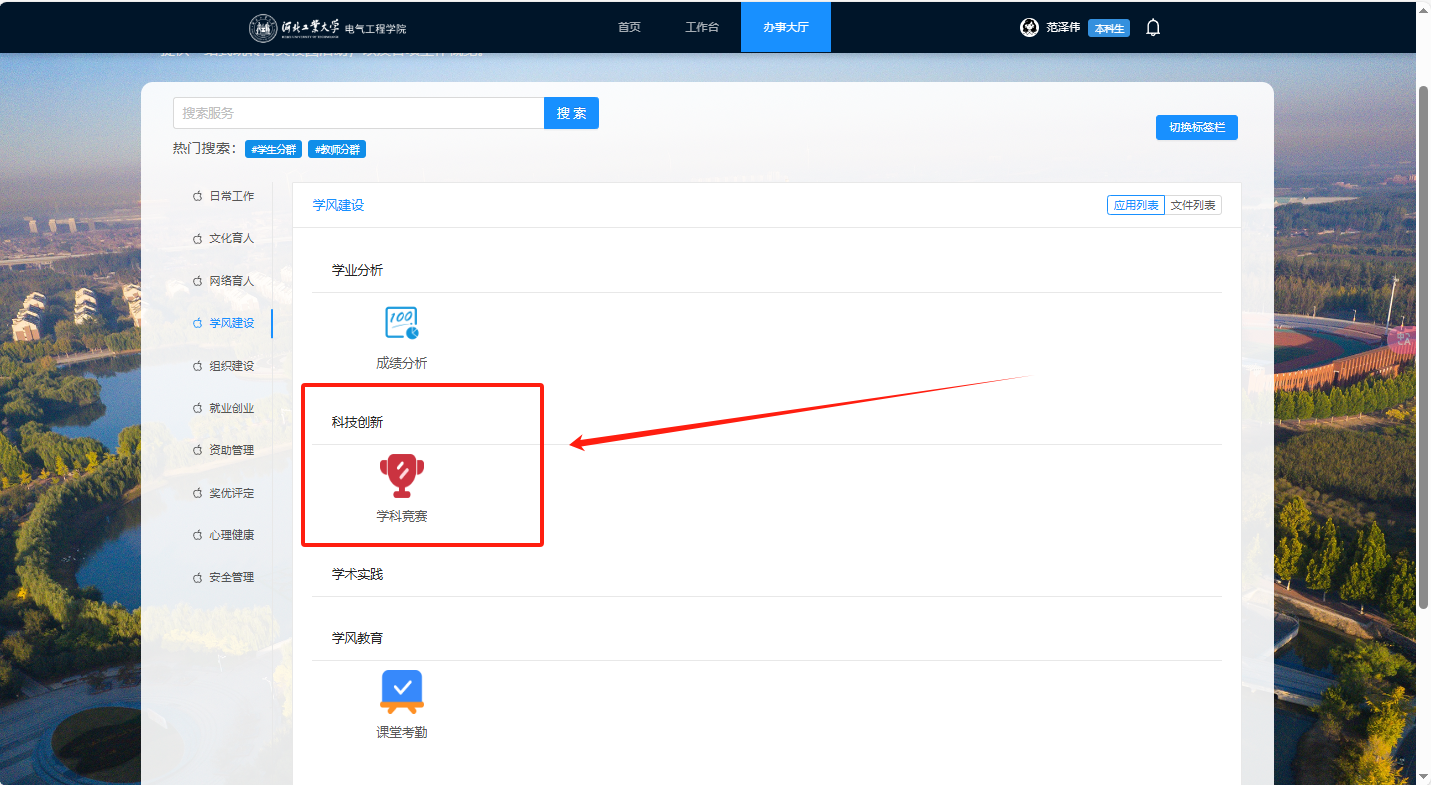 河北工业大学 电气工程学院
首页 工作台 办事大厅 范泽伟 本科生
搜索服务 搜 索
切换标签栏
热门搜索： #学生分群 #教师分群
日常工作
文化育人
网络育人
学风建设
组织建设
就业创业
资助管理
奖优评定
心理健康
安全管理
学风建设 应用列表 文件列表
学业分析
100
成绩分析
科技创新
学科竞赛
学术实践
学风教育
课堂考勤